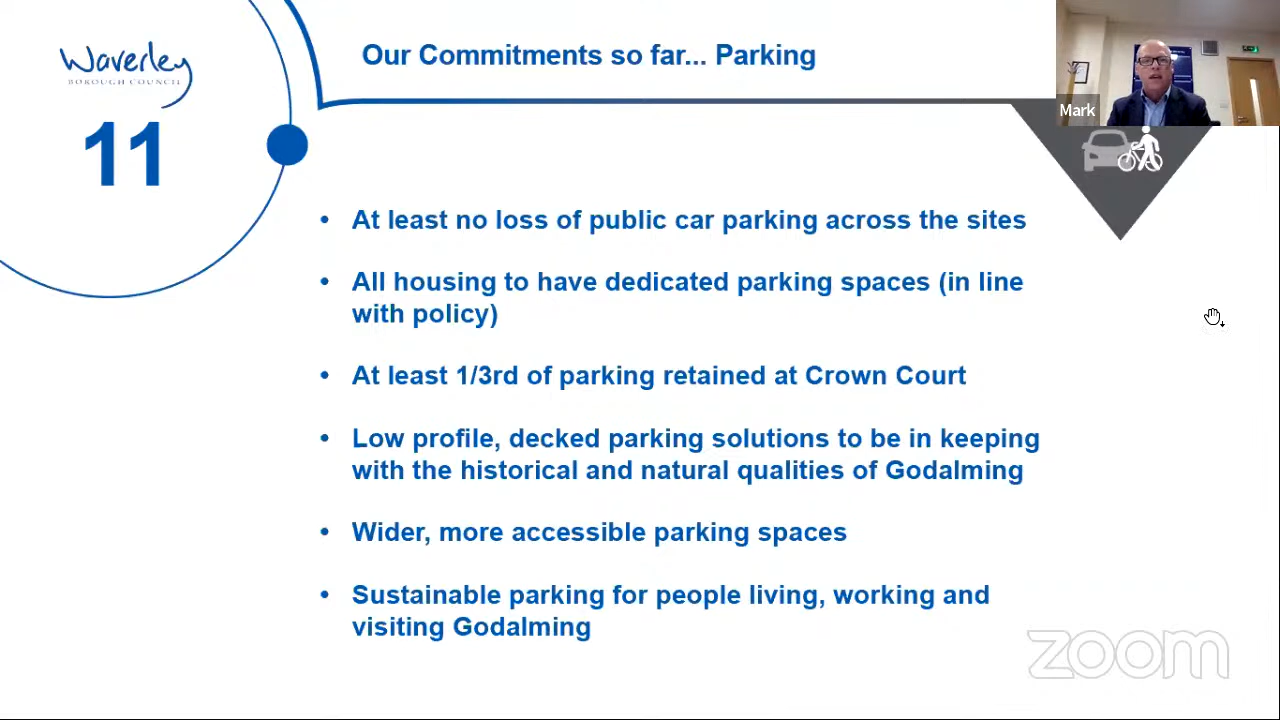 Waverley
BOROUGH COUNCIL
11
Our Commitments so far... Parking
Mark
• At least no loss of public car parking across the sites
• All housing to have dedicated parking spaces (in line
with policy)
• At least 1/3rd of parking retained at Crown Court
• Low profile, decked parking solutions to be in keeping
with the historical and natural qualities of Godalming
• Wider, more accessible parking spaces
• Sustainable parking for people living, working and
visiting Godalming
zoom